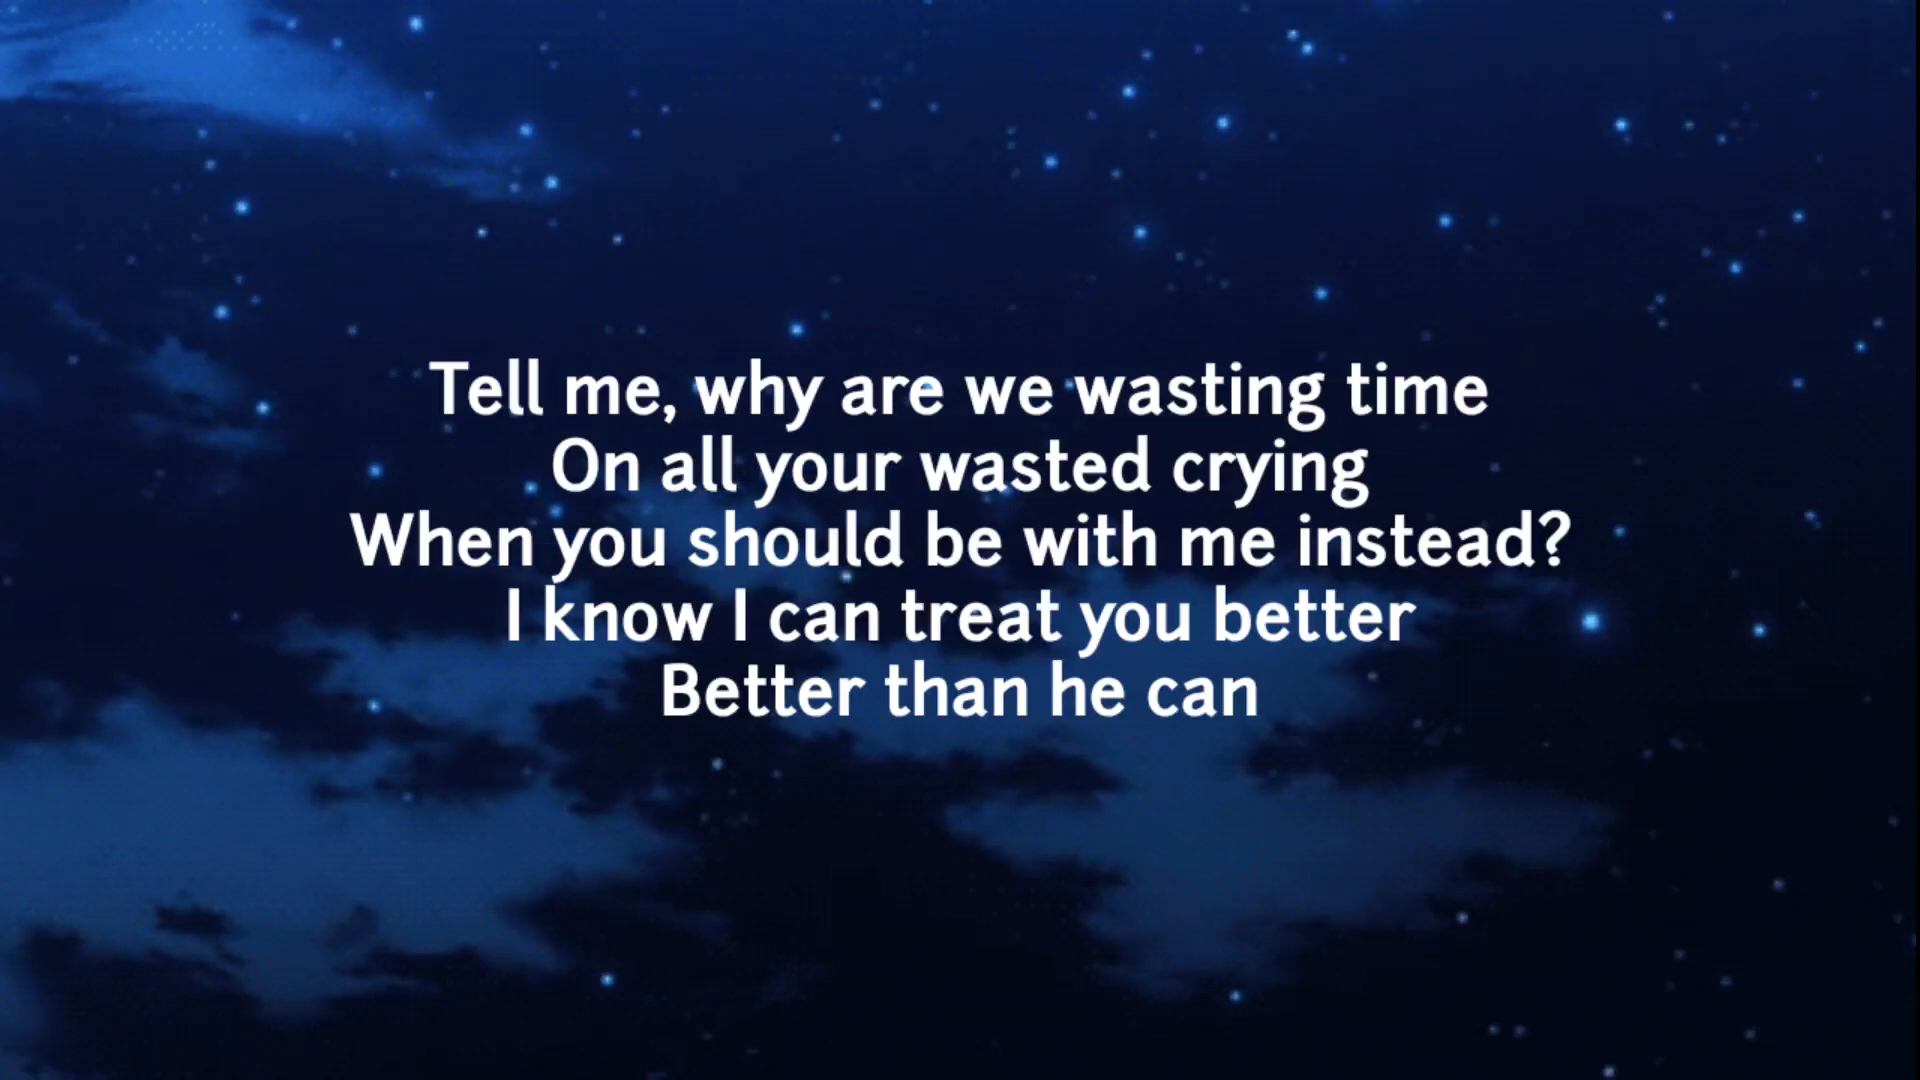 Tell me, why are we wasting time
On all your wasted crying
When you should be with me instead?
I know I can treat you better
Better than he can